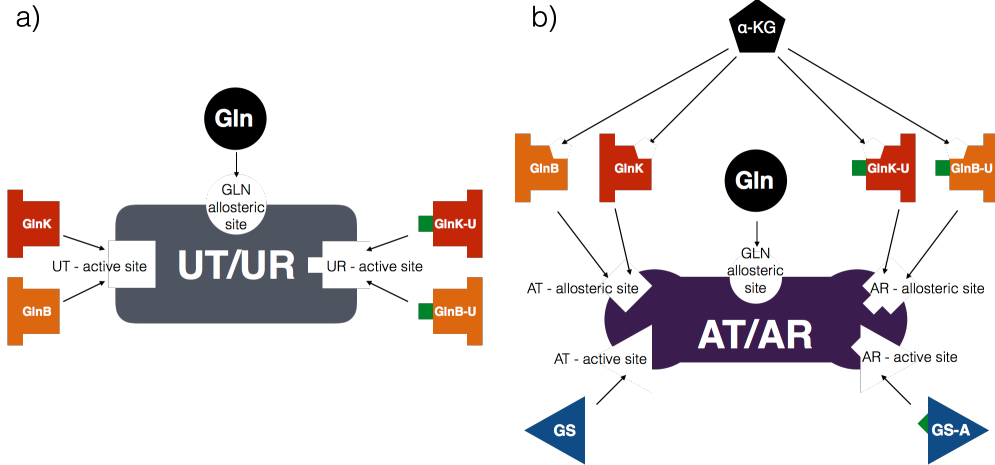 a)
Gln
GLN
allosteric
site
GlnK
GlnK-U
UT - active site
UT/UR
UR - active site
GlnB
GlnB-U
b)
α-KG
GlnB
GlnK
GlnK-U
GlnB-U
Gln
GLN
allosteric
site
AT - allosteric site
AR - allosteric site
AT/AR
AT - active site
AR - active site
GS
GS-A